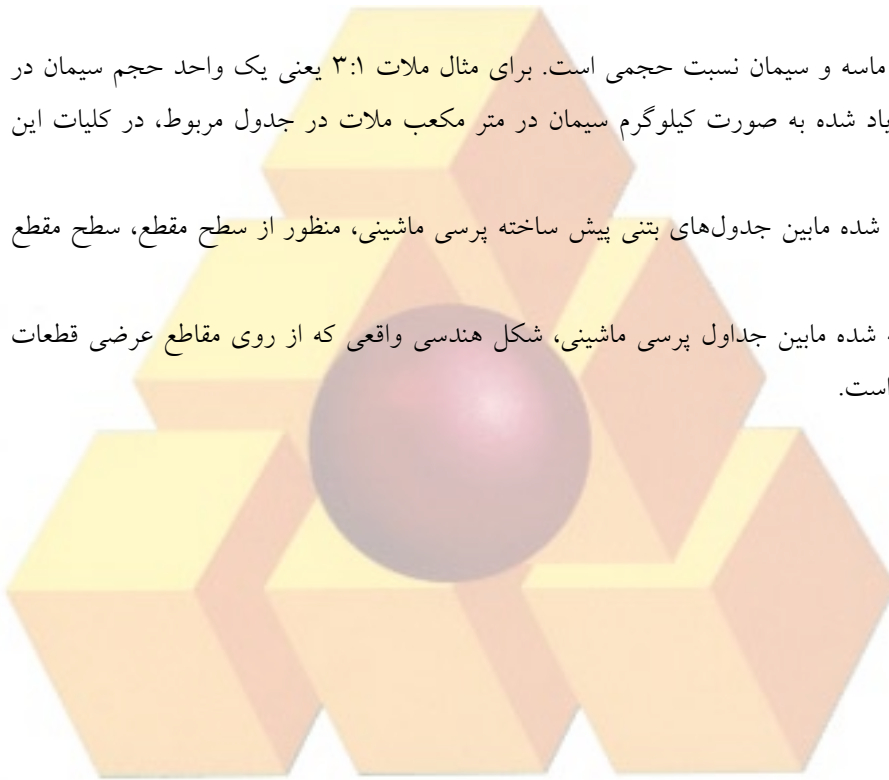 ماسه و سیمان نسبت حجمی است. برای مثال ملات ۳:۱ یعنی یک واحد حجم سیمان در
یاد شده به صورت کیلوگرم سیمان در متر مکعب ملات در جدول مربوط، در کلیات این
شده مابین جدول‌های بتنی پیش ساخته پرسی ماشینی، منظور از سطح مقطع، سطح مقطع
شده مابین جداول پرسی ماشینی، شکل هندسی واقعی که از روی مقاطع عرضی قطعات
است.